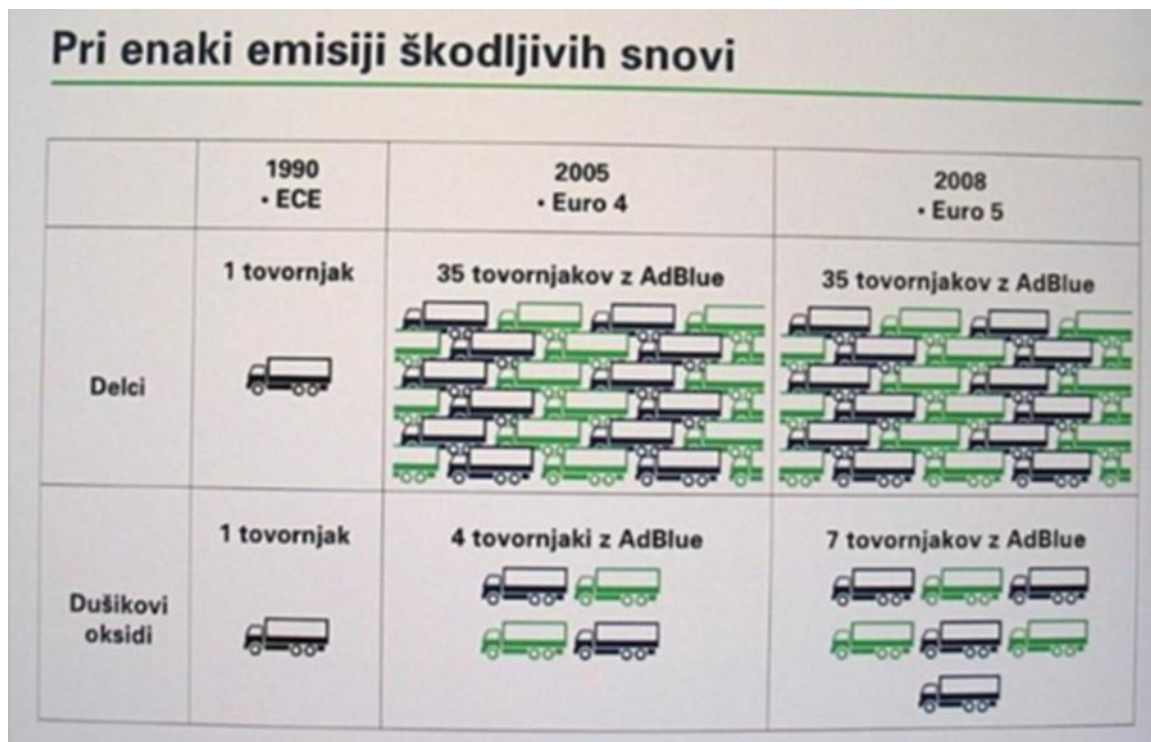 Pri enaki emisiji škodljivih snovi
1990
• ECE
2005
• Euro 4
2008
• Euro 5
Delci
1 tovornjak
35 tovornjakov z AdBlue
35 tovornjakov z AdBlue
Dušikovi
oksidi
1 tovornjak
4 tovornjaki z AdBlue
7 tovornjakov z AdBlue